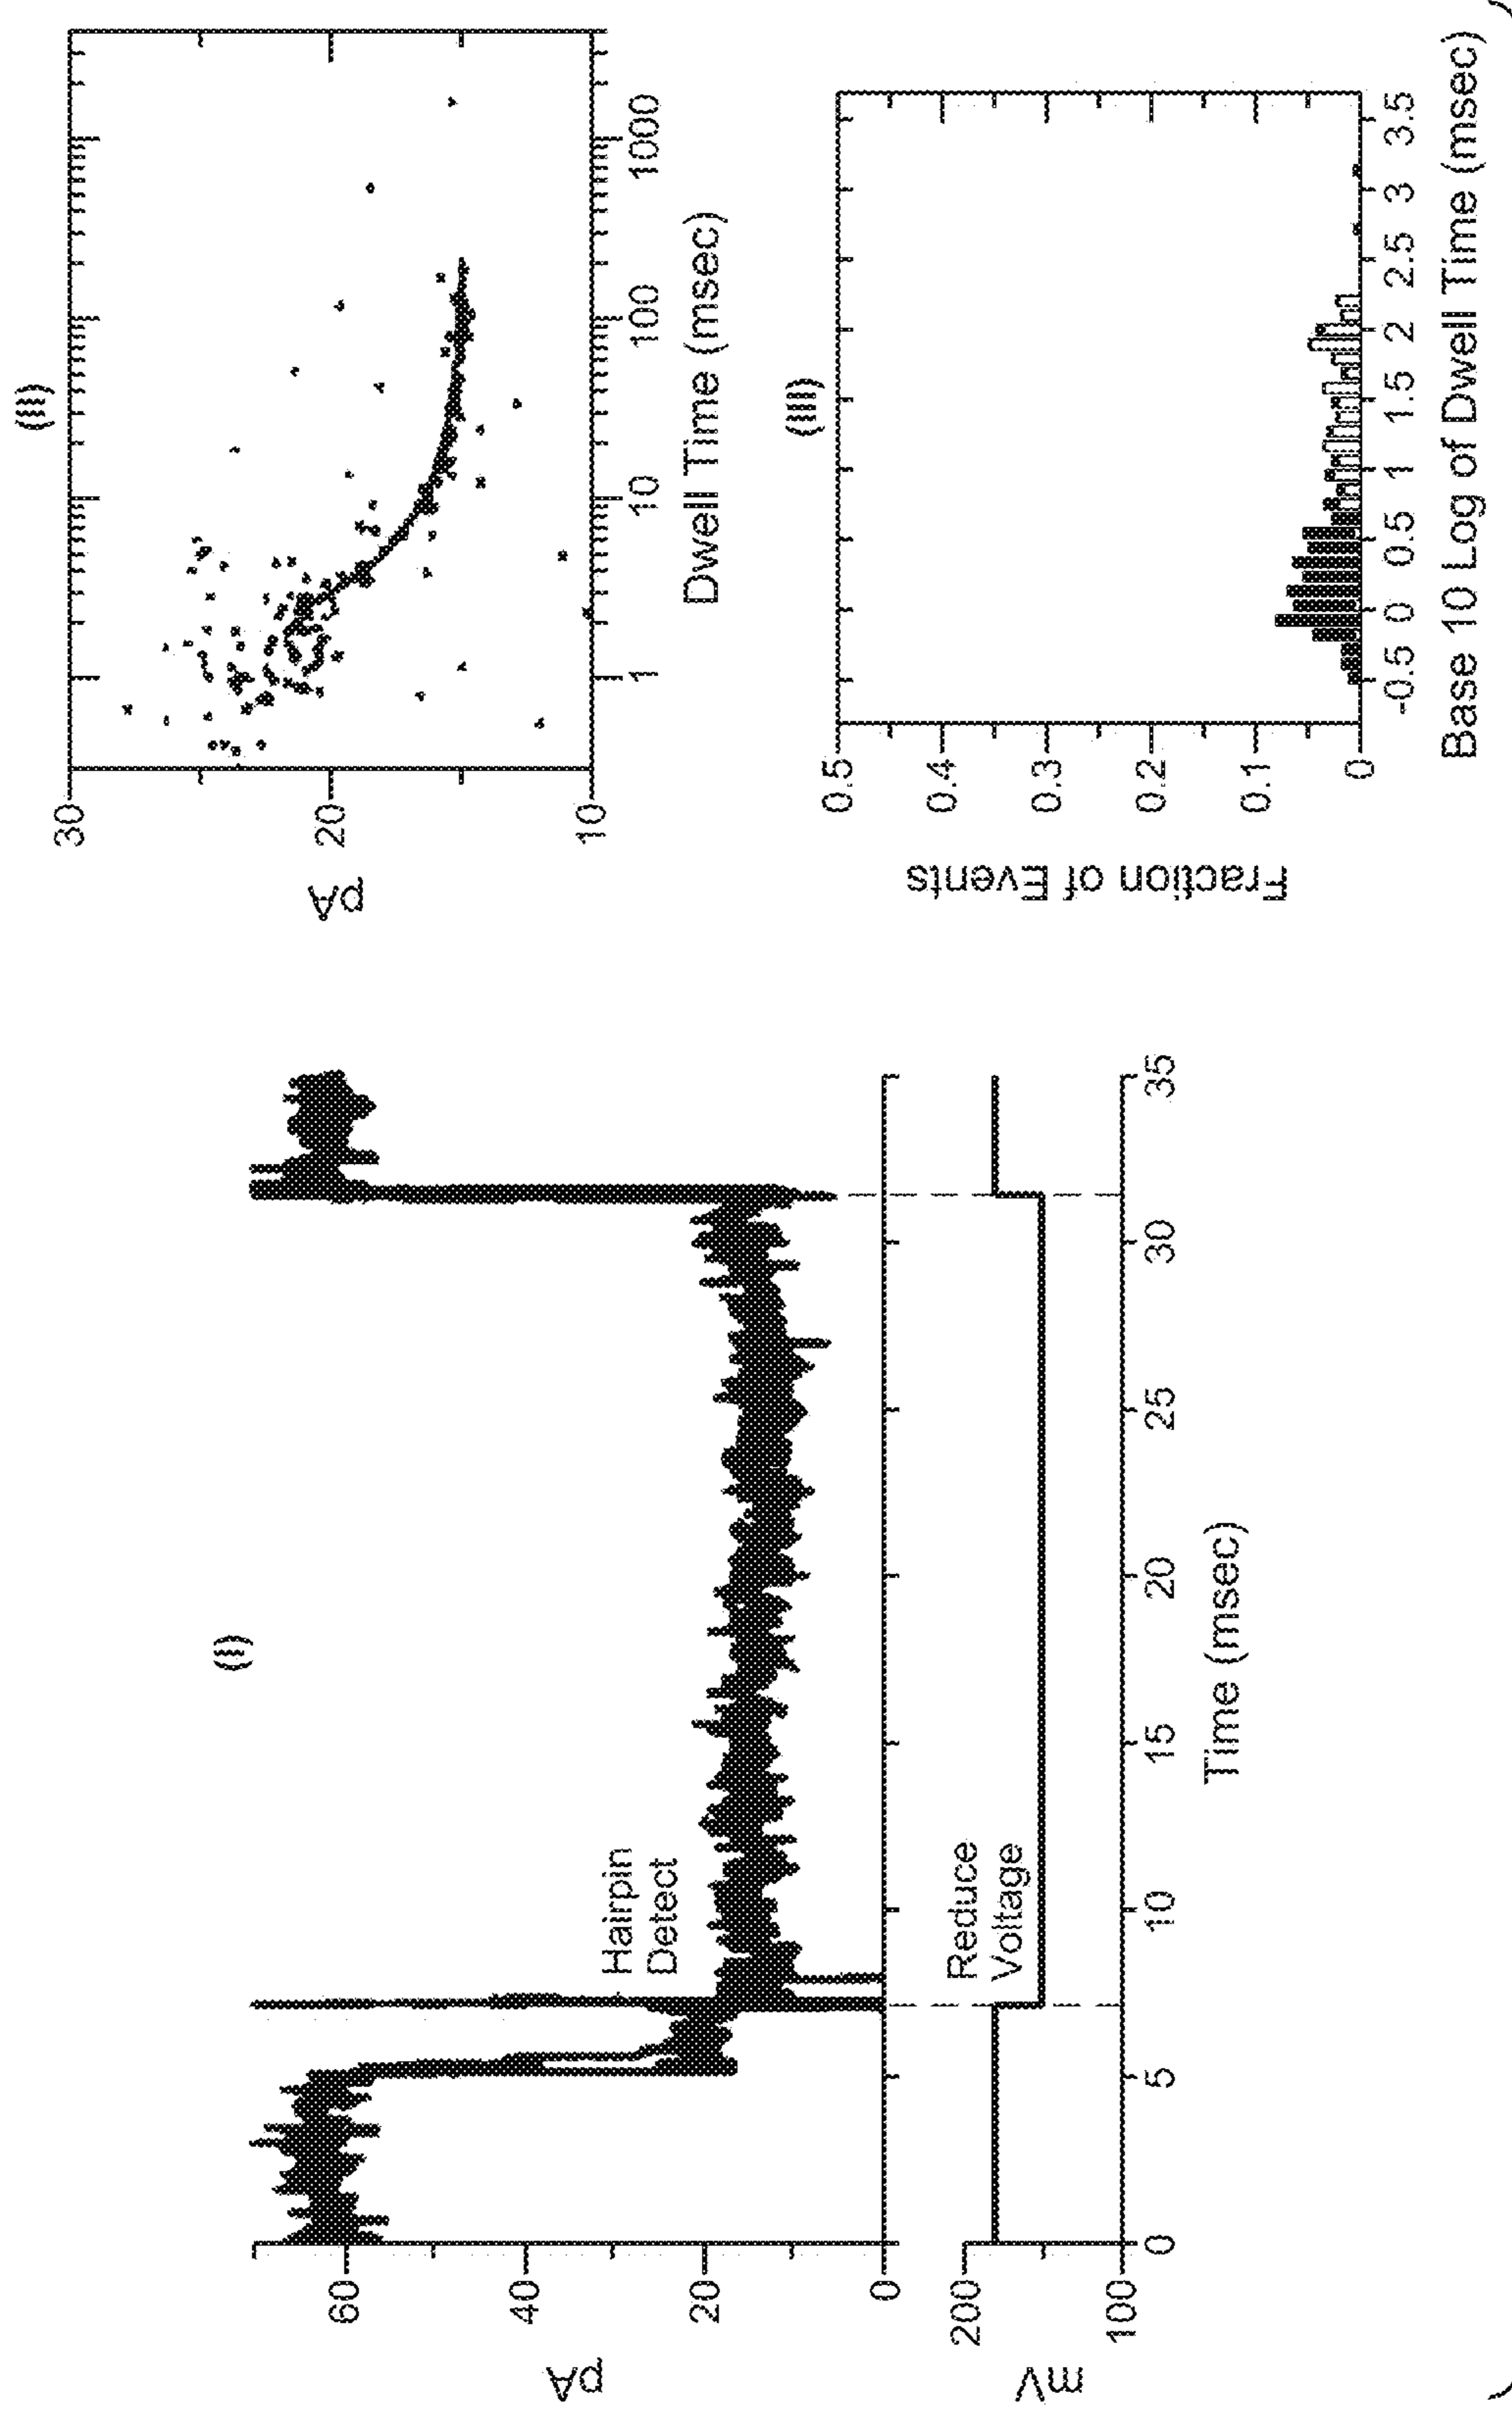 (I)
60
40
20
0
pA
Hairpin
Detect
200
100
mV
Reduce
Voltage
0
5
10
15
20
25
30
35
Time (msec)
(II)
30
20
10
pA
1
10
100
1000
Dwell Time (msec)
(III)
0.5
0.4
0.3
0.2
0.1
0
Fraction of Events
-0.5
0
0.5
1
1.5
2
2.5
3
3.5
Base 10 Log of Dwell Time (msec)